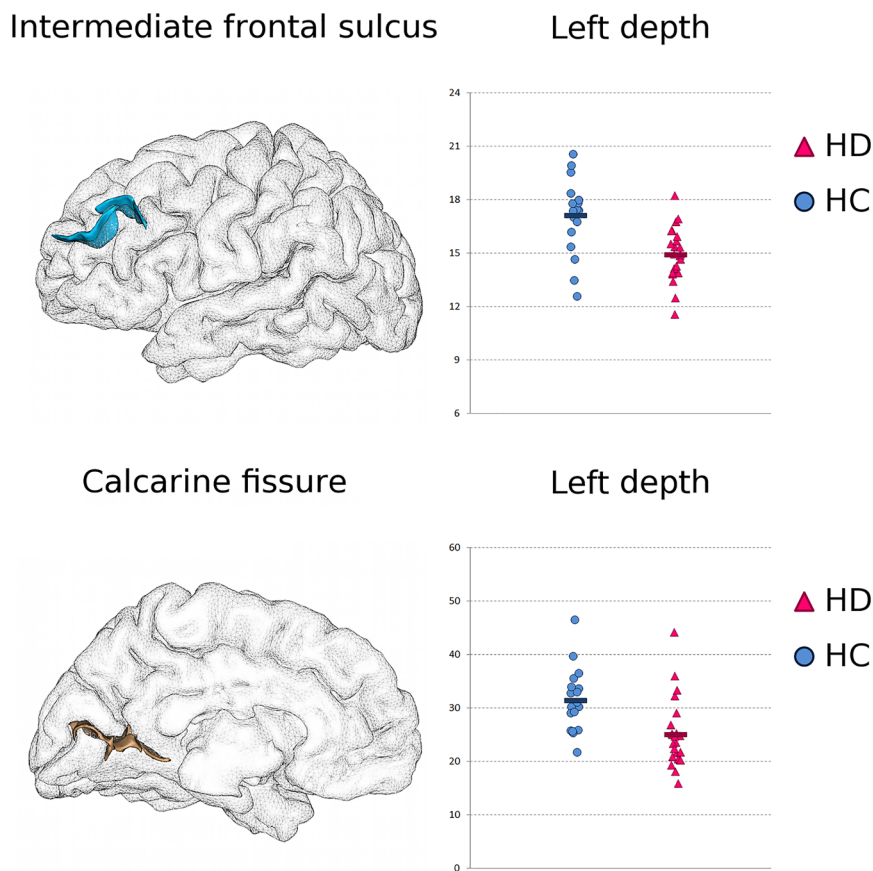 Intermediate frontal sulcus
Left depth
24
21
18
15
12
9
6
HD
HC
Calcarine fissure
Left depth
60
50
40
30
20
10
0
HD
HC